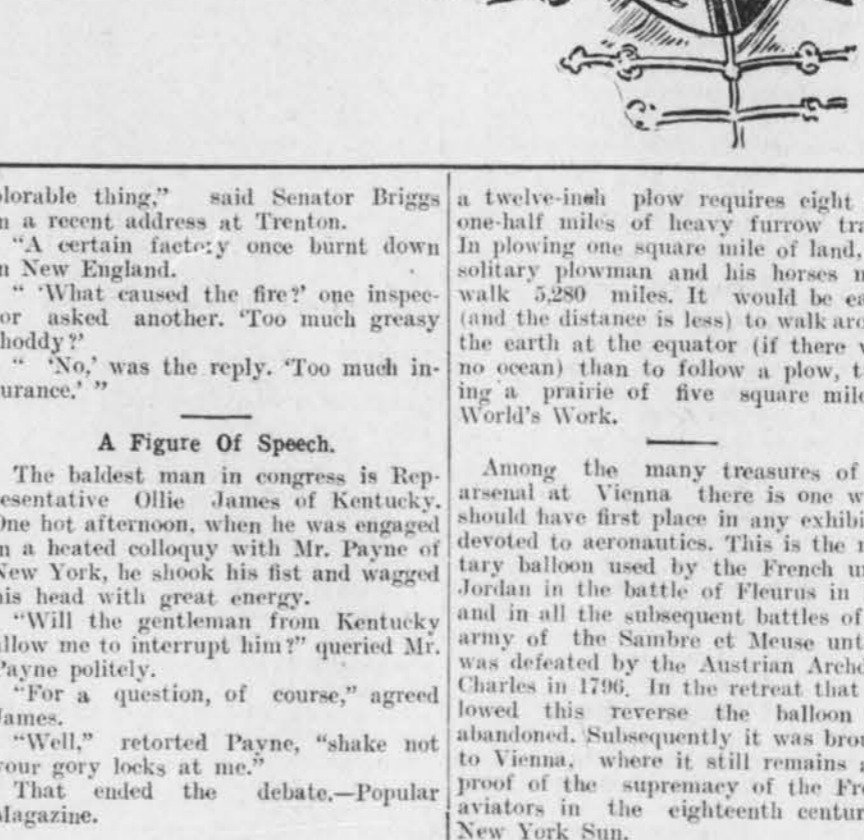 plorable thing," said Senator Briggs
n a recent address at Trenton.
"A certain factory once burnt down
n New England.
" 'What caused the fire?' one inspec-
or asked another. 'Too much greasy
hoddy?'
" 'No,' was the reply. 'Too much in-
urance.' "
A Figure Of Speech.
The baldest man in congress is Rep-
esentative Ollie James of Kentucky.
One hot afternoon, when he was engaged
n a heated colloquy with Mr. Payne of
New York, he shook his fist and wagged
his head with great energy.
"Will the gentleman from Kentucky
allow me to interrupt him?" queried Mr.
Payne politely.
"For a question, of course," agreed
James.
"Well," retorted Payne, "shake not
your gory locks at me."
That ended the debate.—Popular
Magazine.
a twelve-inch plow requires eight
one-half miles of heavy furrow tra
In plowing one square mile of land,
solitary plowman and his horses m
walk 5,280 miles. It would be ea
(and the distance is less) to walk aro
the earth at the equator (if there w
no ocean) than to follow a plow, t
ing a prairie of five square mile
World's Work.
Among the many treasures of
arsenal at Vienna there is one w
should have first place in any exhibi
devoted to aeronautics. This is the m
tary balloon used by the French u
Jordan in the battle of Fleurus in
and in all the subsequent battles of
army of the Sambre et Meuse unt
was defeated by the Austrian Archd
Charles in 1796. In the retreat that
lowed this reverse the balloon
abandoned. Subsequently it was brou
to Vienna, where it still remains a
proof of the supremacy of the Fre
aviators in the eighteenth centur
New York Sun.